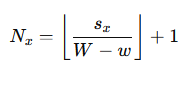 N_x = ⌊ s_x / (W − w) ⌋ + 1